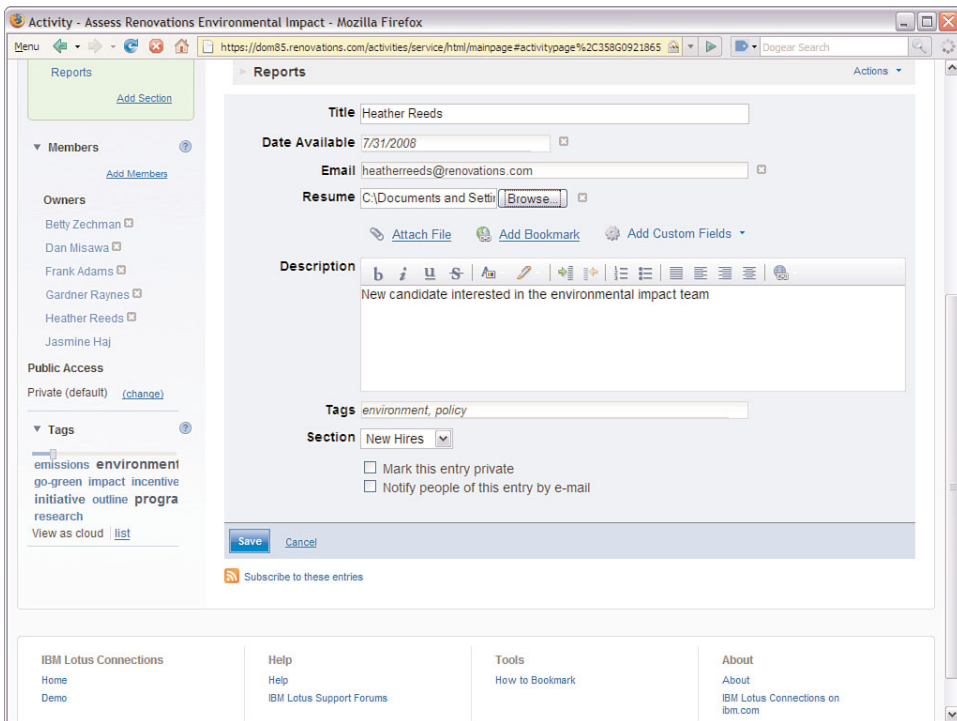 Activity - Assess Renovations Environmental Impact - Mozilla Firefox
Menu https://dom85.renovations.com/activities/service/html/mainpage#activitypage%2C358G0921865 Dogear Search
Reports
Add Section
Members
Add Members
Owners
Betty Zechman
Dan Misawa
Frank Adams
Gardner Raynes
Heather Reeds
Jasmine Haj
Public Access
Private (default) (change)
Tags
emissions environment
go-green impact incentive
initiative outline progra
research
View as cloud | list
Reports Actions
Title Heather Reeds
Date Available 7/31/2008
Email heatherreeds@renovations.com
Resume C:\Documents and Settin Browse...
Attach File Add Bookmark Add Custom Fields
Description b i u S
New candidate interested in the environmental impact team
Tags environment, policy
Section New Hires
Mark this entry private
Notify people of this entry by e-mail
Save Cancel
Subscribe to these entries
IBM Lotus Connections
Home
Demo
Help
Help
IBM Lotus Support Forums
Tools
How to Bookmark
About
About
IBM Lotus Connections on
ibm.com